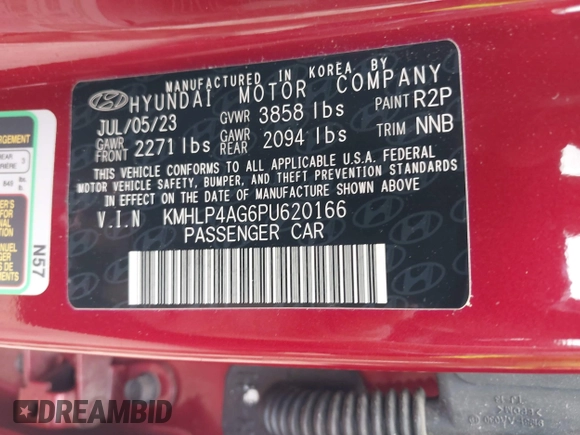 MANUFACTURED IN KOREA BY
HYUNDAI MOTOR COMPANY
JUL/05/23 GVWR 3858 lbs PAINT R2P
GAWR FRONT 2271 lbs GAWR REAR 2094 lbs TRIM NNB
THIS VEHICLE CONFORMS TO ALL APPLICABLE U.S.A. FEDERAL
MOTOR VEHICLE SAFETY, BUMPER, AND THEFT PREVENTION
STANDARDS IN EFFECT ON THE DATE OF MANUFACTURE SHOWN ABOVE
V.I.N KMHLP4AG6PU620166
PASSENGER CAR
N57
DREAMBID